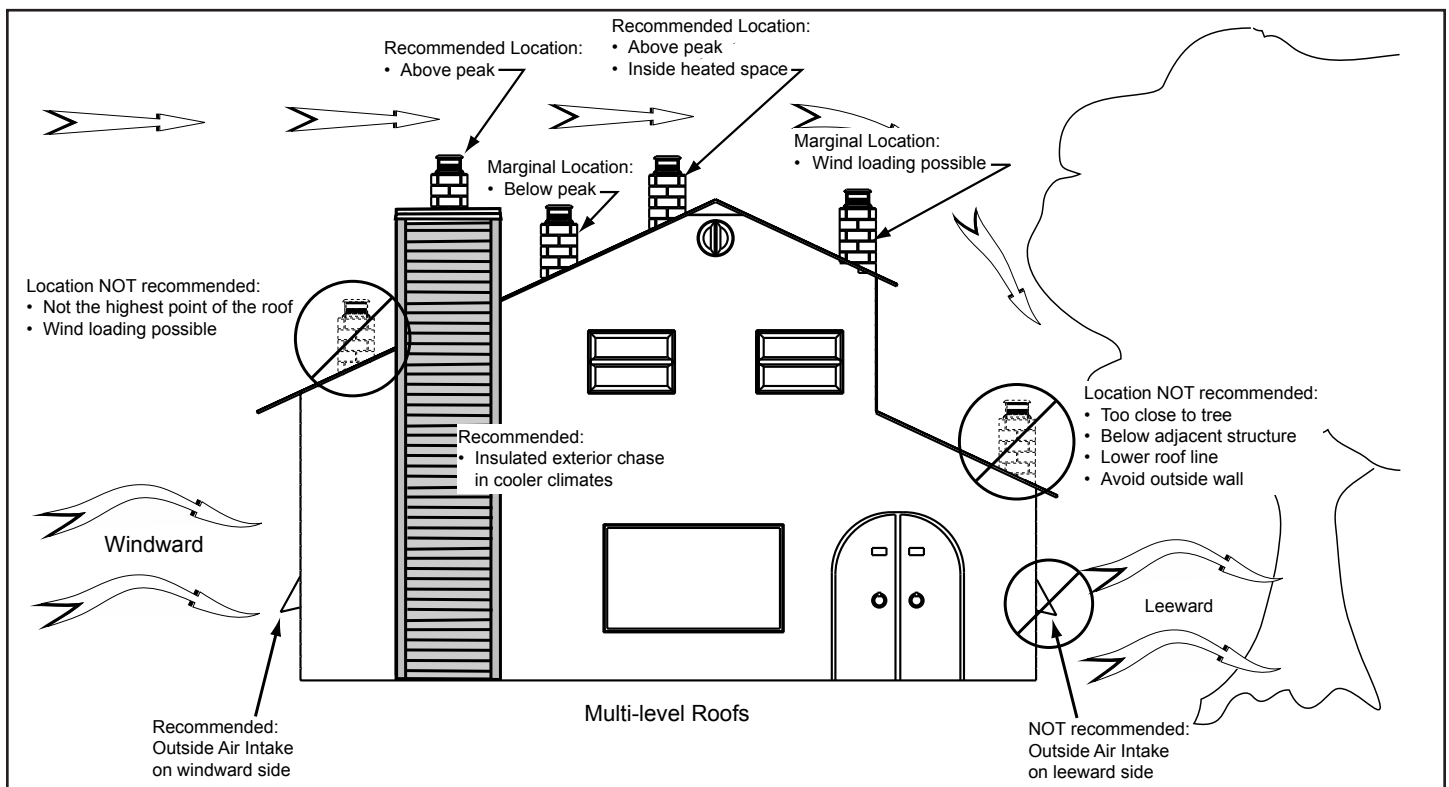 Recommended Location:
• Above peak
Recommended Location:
• Above peak
• Inside heated space
Marginal Location:
• Below peak
Marginal Location:
• Wind loading possible
Location NOT recommended:
• Not the highest point of the roof
• Wind loading possible
Recommended:
• Insulated exterior chase
in cooler climates
Location NOT recommended:
• Too close to tree
• Below adjacent structure
• Lower roof line
• Avoid outside wall
Windward
Leeward
Multi-level Roofs
Recommended:
Outside Air Intake
on windward side
NOT recommended:
Outside Air Intake
on leeward side